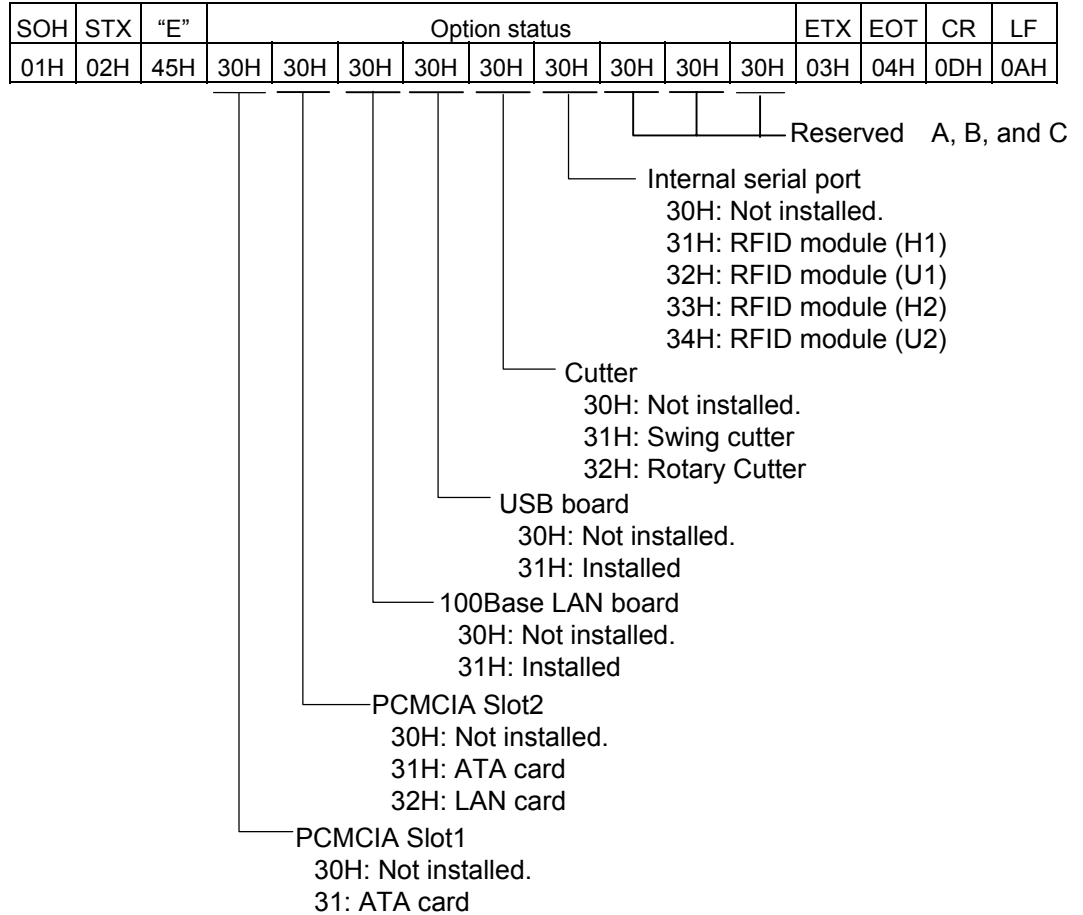 SOH STX “E” Option status ETX EOT CR LF
01H 02H 45H 30H 30H 30H 30H 30H 30H 30H 30H 30H 03H 04H 0DH 0AH
Reserved A, B, and C
Internal serial port
30H: Not installed.
31H: RFID module (H1)
32H: RFID module (U1)
33H: RFID module (H2)
34H: RFID module (U2)
Cutter
30H: Not installed.
31H: Swing cutter
32H: Rotary Cutter
USB board
30H: Not installed.
31H: Installed
100Base LAN board
30H: Not installed.
31H: Installed
PCMCIA Slot2
30H: Not installed.
31H: ATA card
32H: LAN card
PCMCIA Slot1
30H: Not installed.
31: ATA card